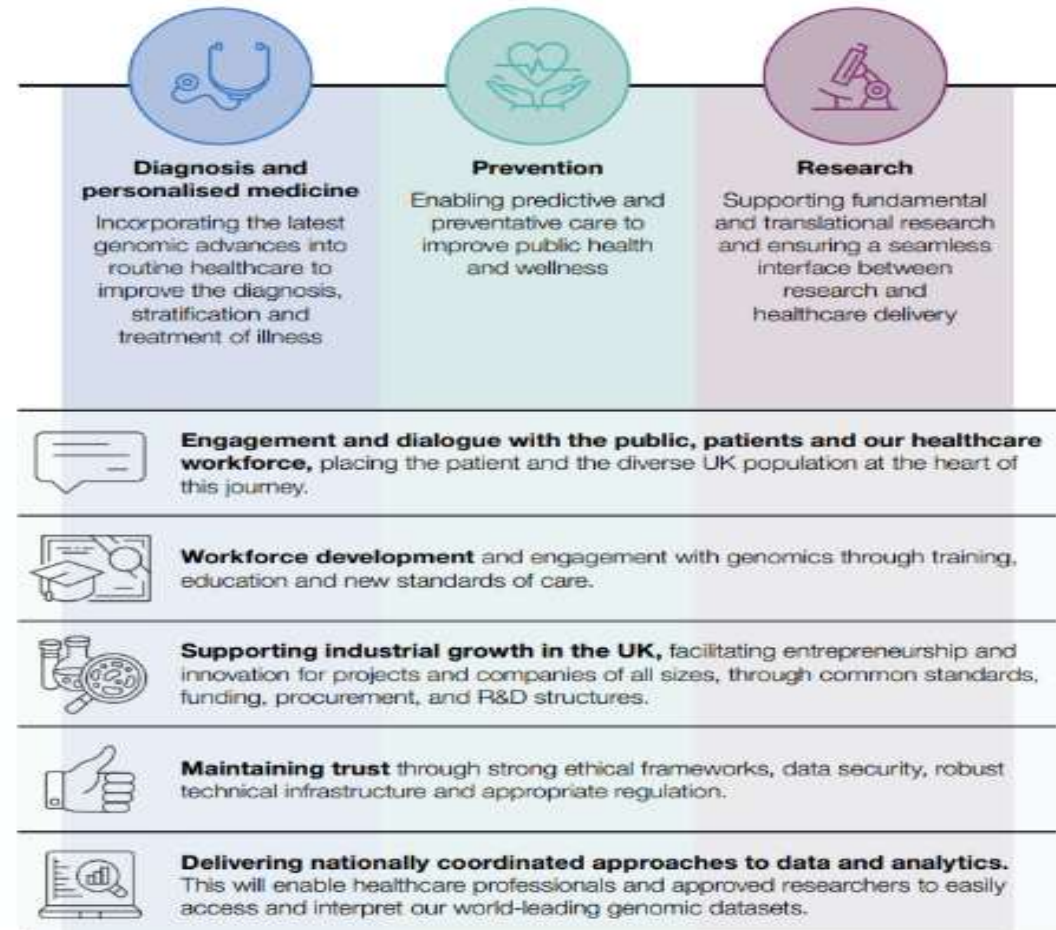 Diagnosis and
personalised medicine
Incorporating the latest
genomic advances into
routine healthcare to
improve the diagnosis,
stratification and
treatment of illness
Prevention
Enabling predictive and
preventative care to
improve public health
and wellness
Research
Supporting fundamental
and translational research
and ensuring a seamless
interface between
research and
healthcare delivery
Engagement and dialogue with the public, patients and our healthcare
workforce, placing the patient and the diverse UK population at the heart of
this journey.
Workforce development and engagement with genomics through training,
education and new standards of care.
Supporting industrial growth in the UK, facilitating entrepreneurship and
innovation for projects and companies of all sizes, through common standards,
funding, procurement, and R&D structures.
Maintaining trust through strong ethical frameworks, data security, robust
technical infrastructure and appropriate regulation.
Delivering nationally coordinated approaches to data and analytics.
This will enable healthcare professionals and approved researchers to easily
access and interpret our world-leading genomic datasets.